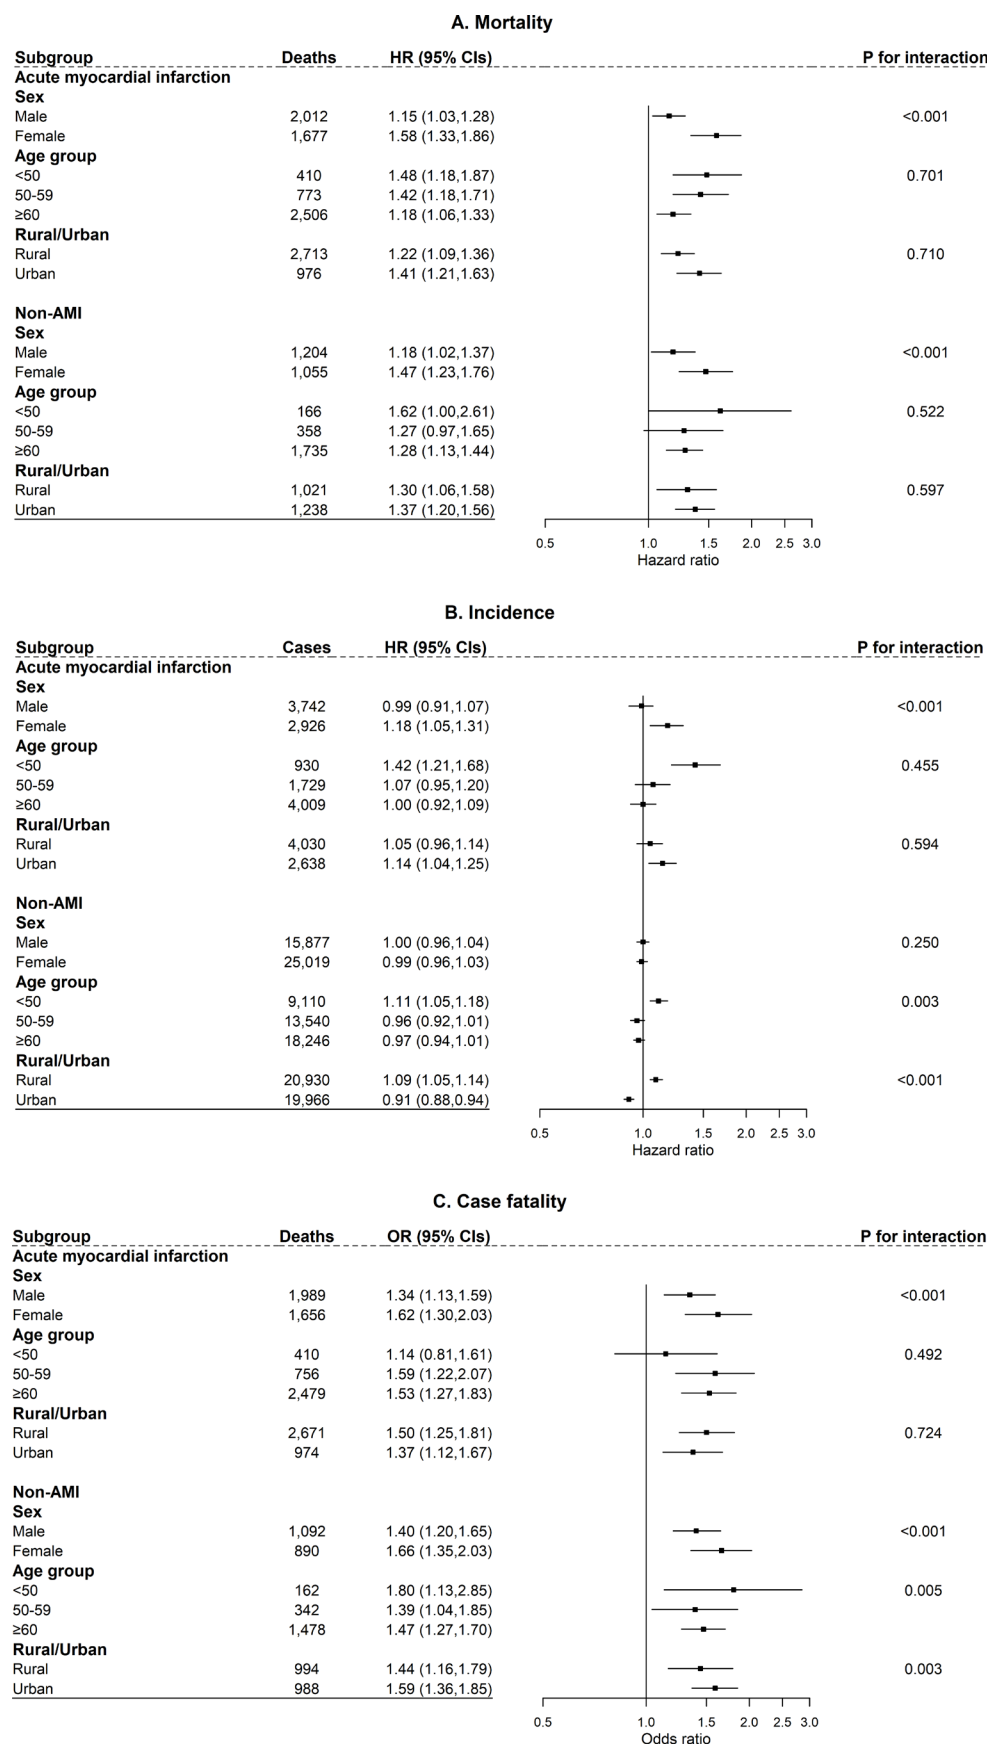 A. Mortality
Subgroup Deaths HR (95% CIs) P for interaction
Acute myocardial infarction
Sex
Male 2,012 1.15 (1.03,1.28) <0.001
Female 1,677 1.58 (1.33,1.86)
Age group
<50 410 1.48 (1.18,1.87) 0.701
50-59 773 1.42 (1.18,1.71)
≥60 2,506 1.18 (1.06,1.33)
Rural/Urban
Rural 2,713 1.22 (1.09,1.36) 0.710
Urban 976 1.41 (1.21,1.63)
Non-AMI
Sex
Male 1,204 1.18 (1.02,1.37) <0.001
Female 1,055 1.47 (1.23,1.76)
Age group
<50 166 1.62 (1.00,2.61) 0.522
50-59 358 1.27 (0.97,1.65)
≥60 1,735 1.28 (1.13,1.44)
Rural/Urban
Rural 1,021 1.30 (1.06,1.58) 0.597
Urban 1,238 1.37 (1.20,1.56)
0.5 1.0 1.5 2.0 2.5 3.0
Hazard ratio
B. Incidence
Subgroup Cases HR (95% CIs) P for interaction
Acute myocardial infarction
Sex
Male 3,742 0.99 (0.91,1.07) <0.001
Female 2,926 1.18 (1.05,1.31)
Age group
<50 930 1.42 (1.21,1.68) 0.455
50-59 1,729 1.07 (0.95,1.20)
≥60 4,009 1.00 (0.92,1.09)
Rural/Urban
Rural 4,030 1.05 (0.96,1.14) 0.594
Urban 2,638 1.14 (1.04,1.25)
Non-AMI
Sex
Male 15,877 1.00 (0.96,1.04) 0.250
Female 25,019 0.99 (0.96,1.03)
Age group
<50 9,110 1.11 (1.05,1.18) 0.003
50-59 13,540 0.96 (0.92,1.01)
≥60 18,246 0.97 (0.94,1.01)
Rural/Urban
Rural 20,930 1.09 (1.05,1.14) <0.001
Urban 19,966 0.91 (0.88,0.94)
0.5 1.0 1.5 2.0 2.5 3.0
Hazard ratio
C. Case fatality
Subgroup Deaths OR (95% CIs) P for interaction
Acute myocardial infarction
Sex
Male 1,989 1.34 (1.13,1.59) <0.001
Female 1,656 1.62 (1.30,2.03)
Age group
<50 410 1.14 (0.81,1.61) 0.492
50-59 756 1.59 (1.22,2.07)
≥60 2,479 1.53 (1.27,1.83)
Rural/Urban
Rural 2,671 1.50 (1.25,1.81) 0.724
Urban 974 1.37 (1.12,1.67)
Non-AMI
Sex
Male 1,092 1.40 (1.20,1.65) <0.001
Female 890 1.66 (1.35,2.03)
Age group
<50 162 1.80 (1.13,2.85) 0.005
50-59 342 1.39 (1.04,1.85)
≥60 1,478 1.47 (1.27,1.70)
Rural/Urban
Rural 994 1.44 (1.16,1.79) 0.003
Urban 988 1.59 (1.36,1.85)
0.5 1.0 1.5 2.0 2.5 3.0
Odds ratio